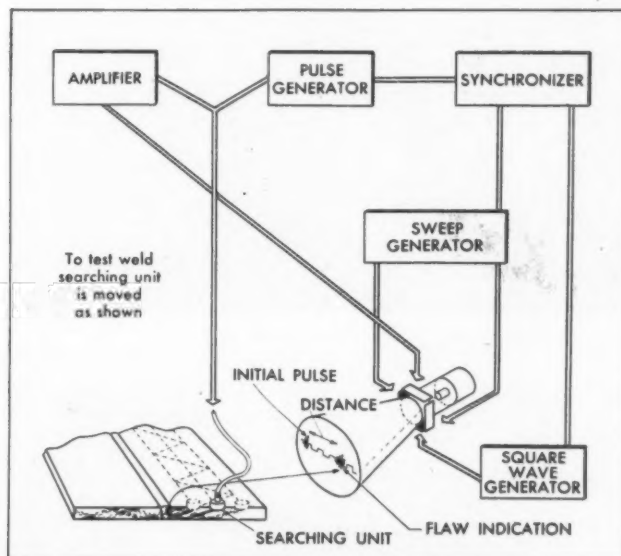 AMPLIFIER
PULSE
GENERATOR
SYNCHRONIZER
SWEEP
GENERATOR
To test weld
searching unit
is moved
as shown
INITIAL PULSE
DISTANCE
SQUARE
WAVE
GENERATOR
FLAW INDICATION
SEARCHING UNIT